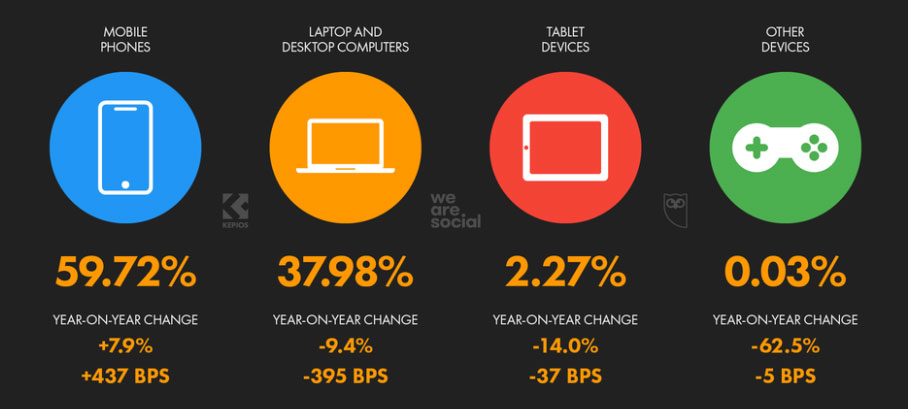 MOBILE
PHONES
LAPTOP AND
DESKTOP COMPUTERS
TABLET
DEVICES
OTHER
DEVICES
KEPIOS
we
are
social
59.72%
37.98%
2.27%
0.03%
YEAR-ON-YEAR CHANGE
+7.9%
+437 BPS
YEAR-ON-YEAR CHANGE
-9.4%
-395 BPS
YEAR-ON-YEAR CHANGE
-14.0%
-37 BPS
YEAR-ON-YEAR CHANGE
-62.5%
-5 BPS